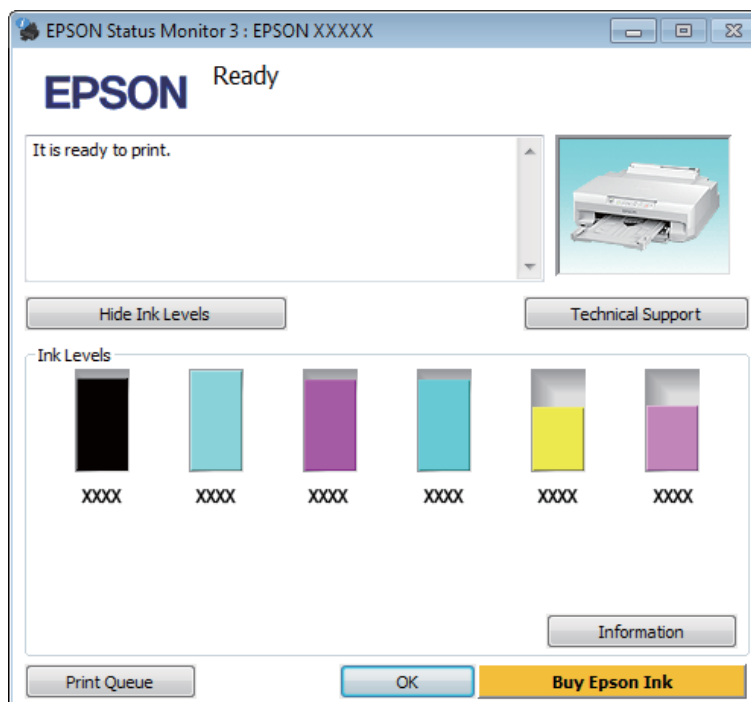 EPSON Status Monitor 3 : EPSON XXXXX
EPSON
Ready
It is ready to print.
Hide Ink Levels
Technical Support
Ink Levels
XXXX XXXX XXXX XXXX XXXX XXXX
Information
Print Queue
OK
Buy Epson Ink